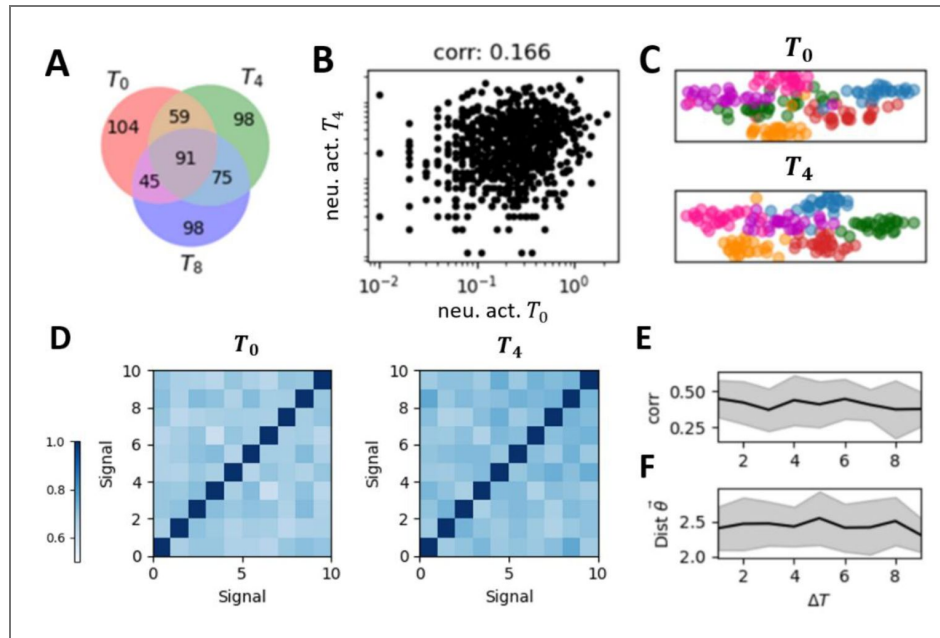 A
T₀
T₄
104
59
98
91
45
75
98
T₈
B
corr: 0.166
neu. act. T₄
10⁻²
10⁻¹
10⁰
neu. act. T₀
C
T₀
T₄
D
T₀
T₄
1.0
0.8
0.6
Signal
10
8
6
4
2
0
0
5
10
Signal
Signal
10
8
6
4
2
0
0
5
10
Signal
E
corr
0.50
0.25
2
4
6
8
F
Dist θ⃗
2.5
2.0
2
4
6
8
ΔT